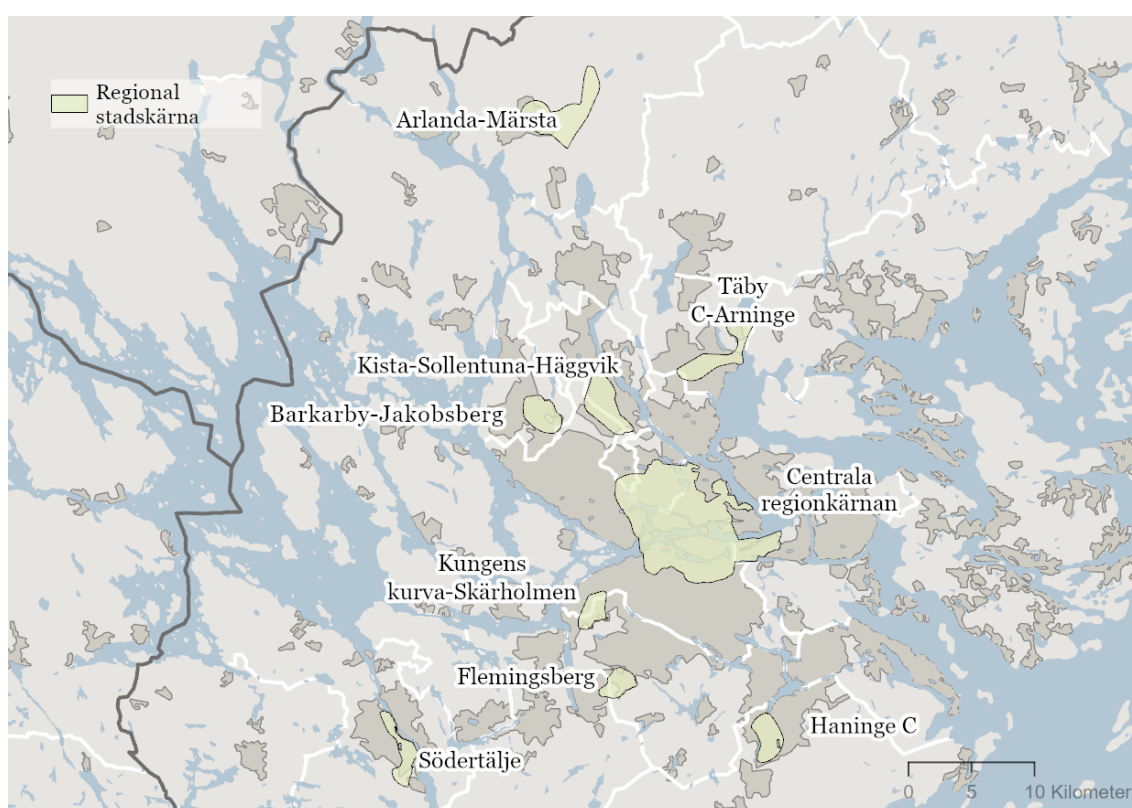 Regional
stadskärna
Arlanda-Märsta
Täby
C-Arninge
Kista-Sollentuna-Häggvik
Barkarby-Jakobsberg
Centrala
regionkärnan
Kungens
kurva-Skärholmen
Flemingsberg
Haninge C
Södertälje
0 5 10 Kilometer